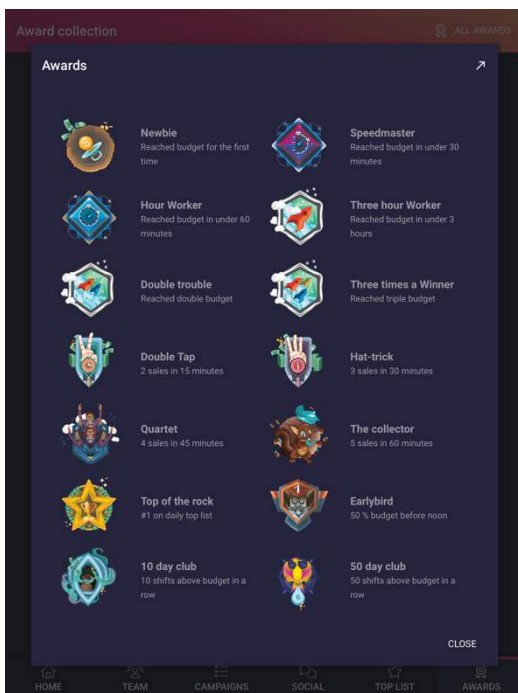 Award collection
ALL AWARDS
Awards
Newbie
Reached budget for the first
time
Speedmaster
Reached budget in under 30
minutes
Hour Worker
Reached budget in under 60
minutes
Three hour Worker
Reached budget in under 3
hours
Double trouble
Reached double budget
Three times a Winner
Reached triple budget
Double Tap
2 sales in 15 minutes
Hat-trick
3 sales in 30 minutes
Quartet
4 sales in 45 minutes
The collector
5 sales in 60 minutes
Top of the rock
#1 on daily top list
Earlybird
50 % budget before noon
10 day club
10 shifts above budget in a
row
50 day club
50 shifts above budget in a
row
CLOSE
HOME
TEAM
CAMPAIGNS
SOCIAL
TOP LIST
AWARDS